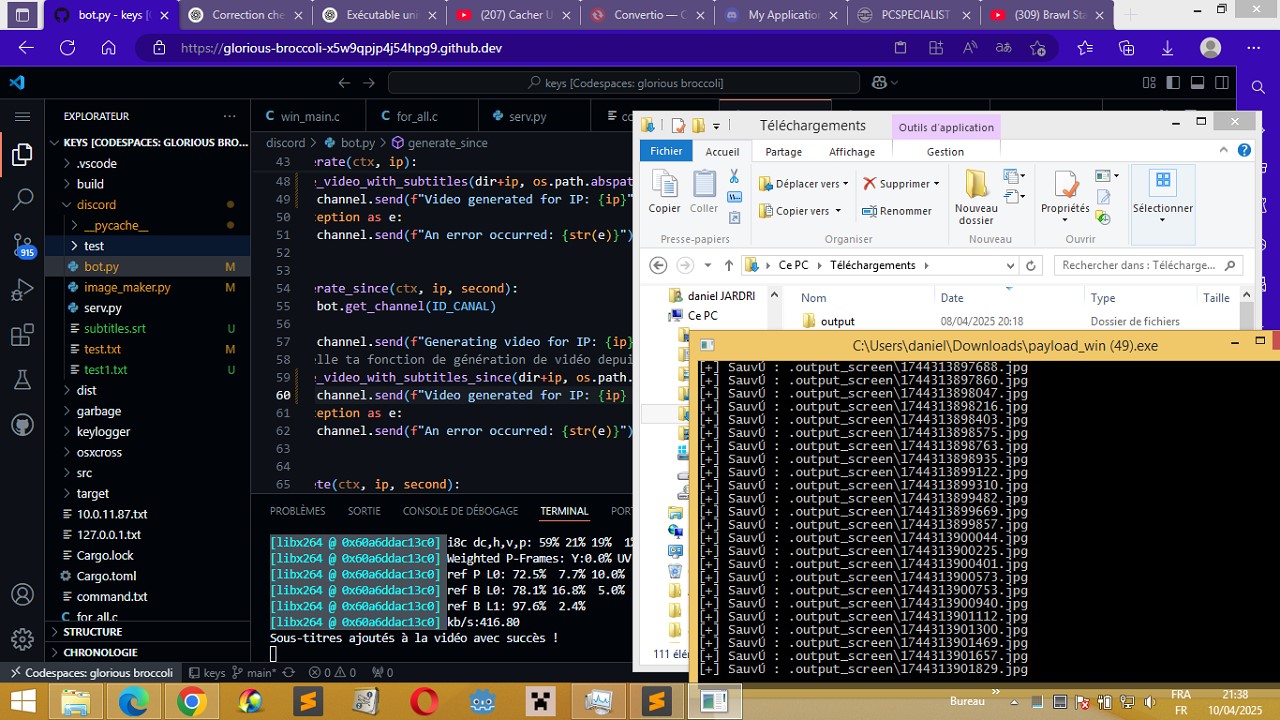 bot.py - keys [
Correction che
Exécutable uni
(207) Cacher U
Convertio — C
My Application
PCSPECIALIST
(309) Brawl Sta
https://glorious-broccoli-x5w9qpjp4j54hpg9.github.dev
keys [Codespaces: glorious broccoli]
EXPLORATEUR
KEYS [CODESPACES: GLORIOUS BRO...
.vscode
build
discord
__pycache__
test
bot.py M
image_maker.py M
serv.py
subtitles.srt U
test.txt M
test1.txt U
dist
garbage
keylogger
osxcross
src
target
10.0.11.87.txt
127.0.0.1.txt
Cargo.lock
Cargo.toml
command.txt
for_all.c
STRUCTURE
CHRONOLOGIE
915
win_main.c
for_all.c
serv.py
co
discord > bot.py > generate_since
43 erate(ctx, ip):
48 _video_with_subtitles(dir+ip, os.path.abspat
49 channel.send(f"Video generated for IP: {ip}"
50 ception as e:
51 channel.send(f"An error occurred: {str(e)}")
52
53
54 erate_since(ctx, ip, second):
55 bot.get_channel(ID_CANAL)
56
57 channel.send(f"Generating video for IP: {ip}
58 elle ta fonction de génération de vidéo depui
59 _video_with_subtitles_since(dir+ip, os.path.
60 channel.send(f"Video generated for IP: {ip}
61 ception as e:
62 channel.send(f"An error occurred: {str(e)}")
63
64
65 ate(ctx, ip, second):
PROBLÈMES
SORTIE
CONSOLE DE DÉBOGAGE
TERMINAL
POR
[libx264 @ 0x60a6ddac13c0] i8c dc,h,v,p: 59% 21% 19% 1%
[libx264 @ 0x60a6ddac13c0] Weighted P-Frames: Y:0.0% UV
[libx264 @ 0x60a6ddac13c0] ref P L0: 72.5% 7.7% 10.0%
[libx264 @ 0x60a6ddac13c0] ref B L0: 78.1% 16.8% 5.0%
[libx264 @ 0x60a6ddac13c0] ref B L1: 97.6% 2.4%
[libx264 @ 0x60a6ddac13c0] kb/s:416.80
Sous-titres ajoutés à la vidéo avec succès !
Codespaces: glorious broccoli
keys
main*
0 0
0
Téléchargements
Outils d'application
Fichier
Accueil
Partage
Affichage
Gestion
Copier
Coller
Déplacer vers
Copier vers
Supprimer
Renommer
Nouveau
dossier
Propriétés
Sélectionner
Presse-papiers
Organiser
Nouveau
Ouvrir
Ce PC
Téléchargements
Rechercher dans : Télécharge...
daniel JARDRI
Ce PC
Nom
Date
Type
Taille
output
08/04/2025 20:18
Dossier de fichiers
111 élé
C:\Users\daniel\Downloads\payload_win (49).exe
[+] SauvÚ : .output_screen\1744313897688.jpg
[+] SauvÚ : .output_screen\1744313897860.jpg
[+] SauvÚ : .output_screen\1744313898047.jpg
[+] SauvÚ : .output_screen\1744313898216.jpg
[+] SauvÚ : .output_screen\1744313898403.jpg
[+] SauvÚ : .output_screen\1744313898575.jpg
[+] SauvÚ : .output_screen\1744313898763.jpg
[+] SauvÚ : .output_screen\1744313898935.jpg
[+] SauvÚ : .output_screen\1744313899122.jpg
[+] SauvÚ : .output_screen\1744313899310.jpg
[+] SauvÚ : .output_screen\1744313899482.jpg
[+] SauvÚ : .output_screen\1744313899669.jpg
[+] SauvÚ : .output_screen\1744313899857.jpg
[+] SauvÚ : .output_screen\1744313900044.jpg
[+] SauvÚ : .output_screen\1744313900225.jpg
[+] SauvÚ : .output_screen\1744313900401.jpg
[+] SauvÚ : .output_screen\1744313900573.jpg
[+] SauvÚ : .output_screen\1744313900753.jpg
[+] SauvÚ : .output_screen\1744313900940.jpg
[+] SauvÚ : .output_screen\1744313901112.jpg
[+] SauvÚ : .output_screen\1744313901300.jpg
[+] SauvÚ : .output_screen\1744313901469.jpg
[+] SauvÚ : .output_screen\1744313901657.jpg
[+] SauvÚ : .output_screen\1744313901829.jpg
Bureau
FRA
FR
21:38
10/04/2025